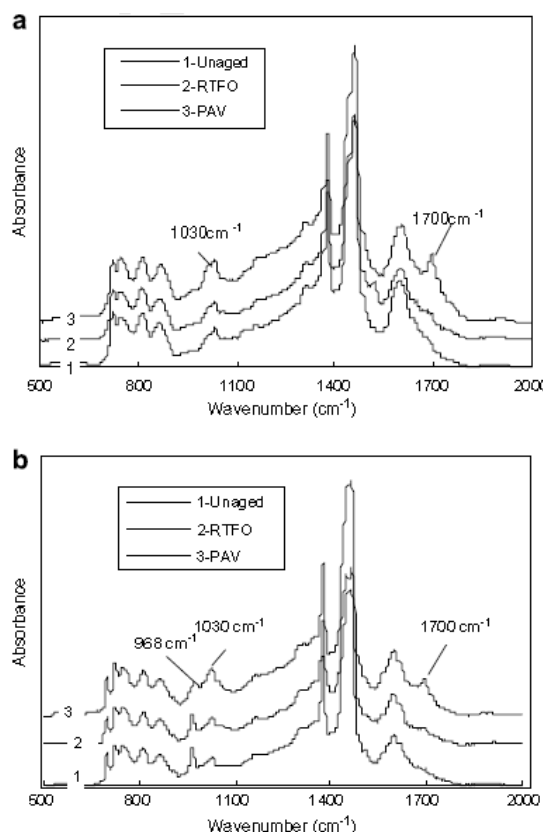 a
1-Unaged
2-RTFO
3-PAV
1030cm-1
1700cm-1
Absorbance
3
2
1
500 800 1100 1400 1700 2000
Wavenumber (cm-1)
b
1-Unaged
2-RTFO
3-PAV
968 cm-1
1030 cm-1
1700 cm-1
Absorbance
3
2
1
500 800 1100 1400 1700 2000
Wavenumber (cm-1)